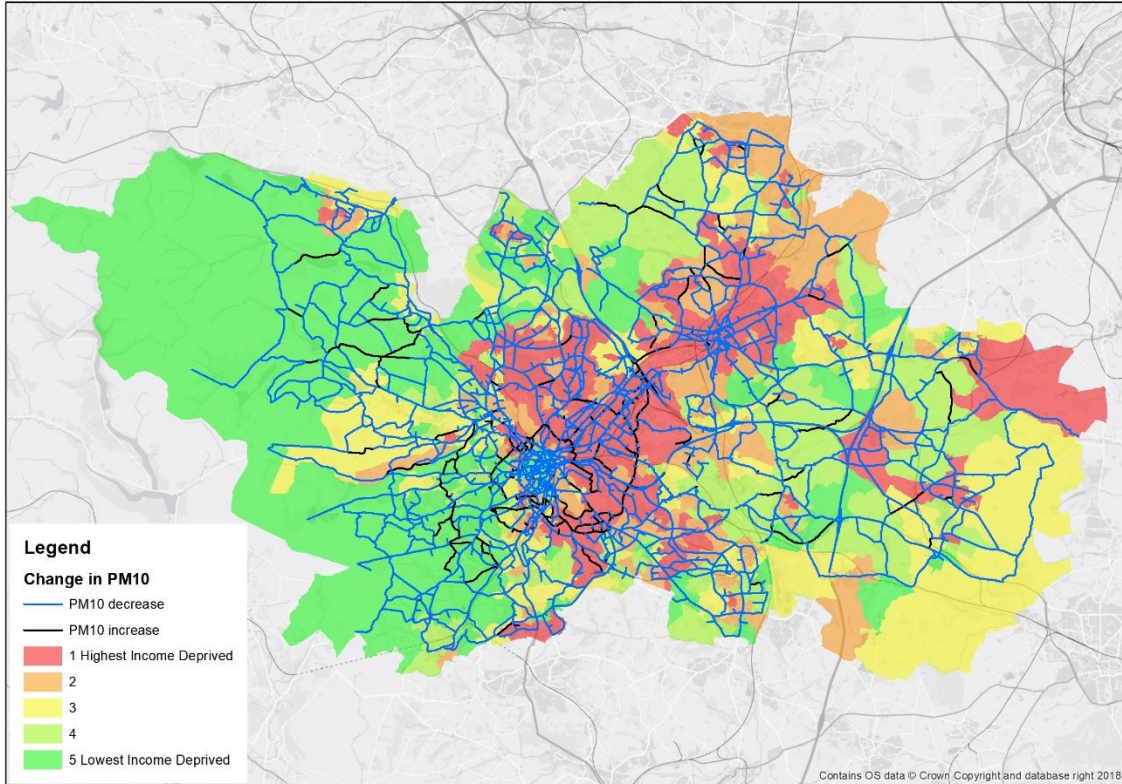 Legend
Change in PM10
PM10 decrease
PM10 increase
1 Highest Income Deprived
2
3
4
5 Lowest Income Deprived
Contains OS data © Crown Copyright and database right 2018